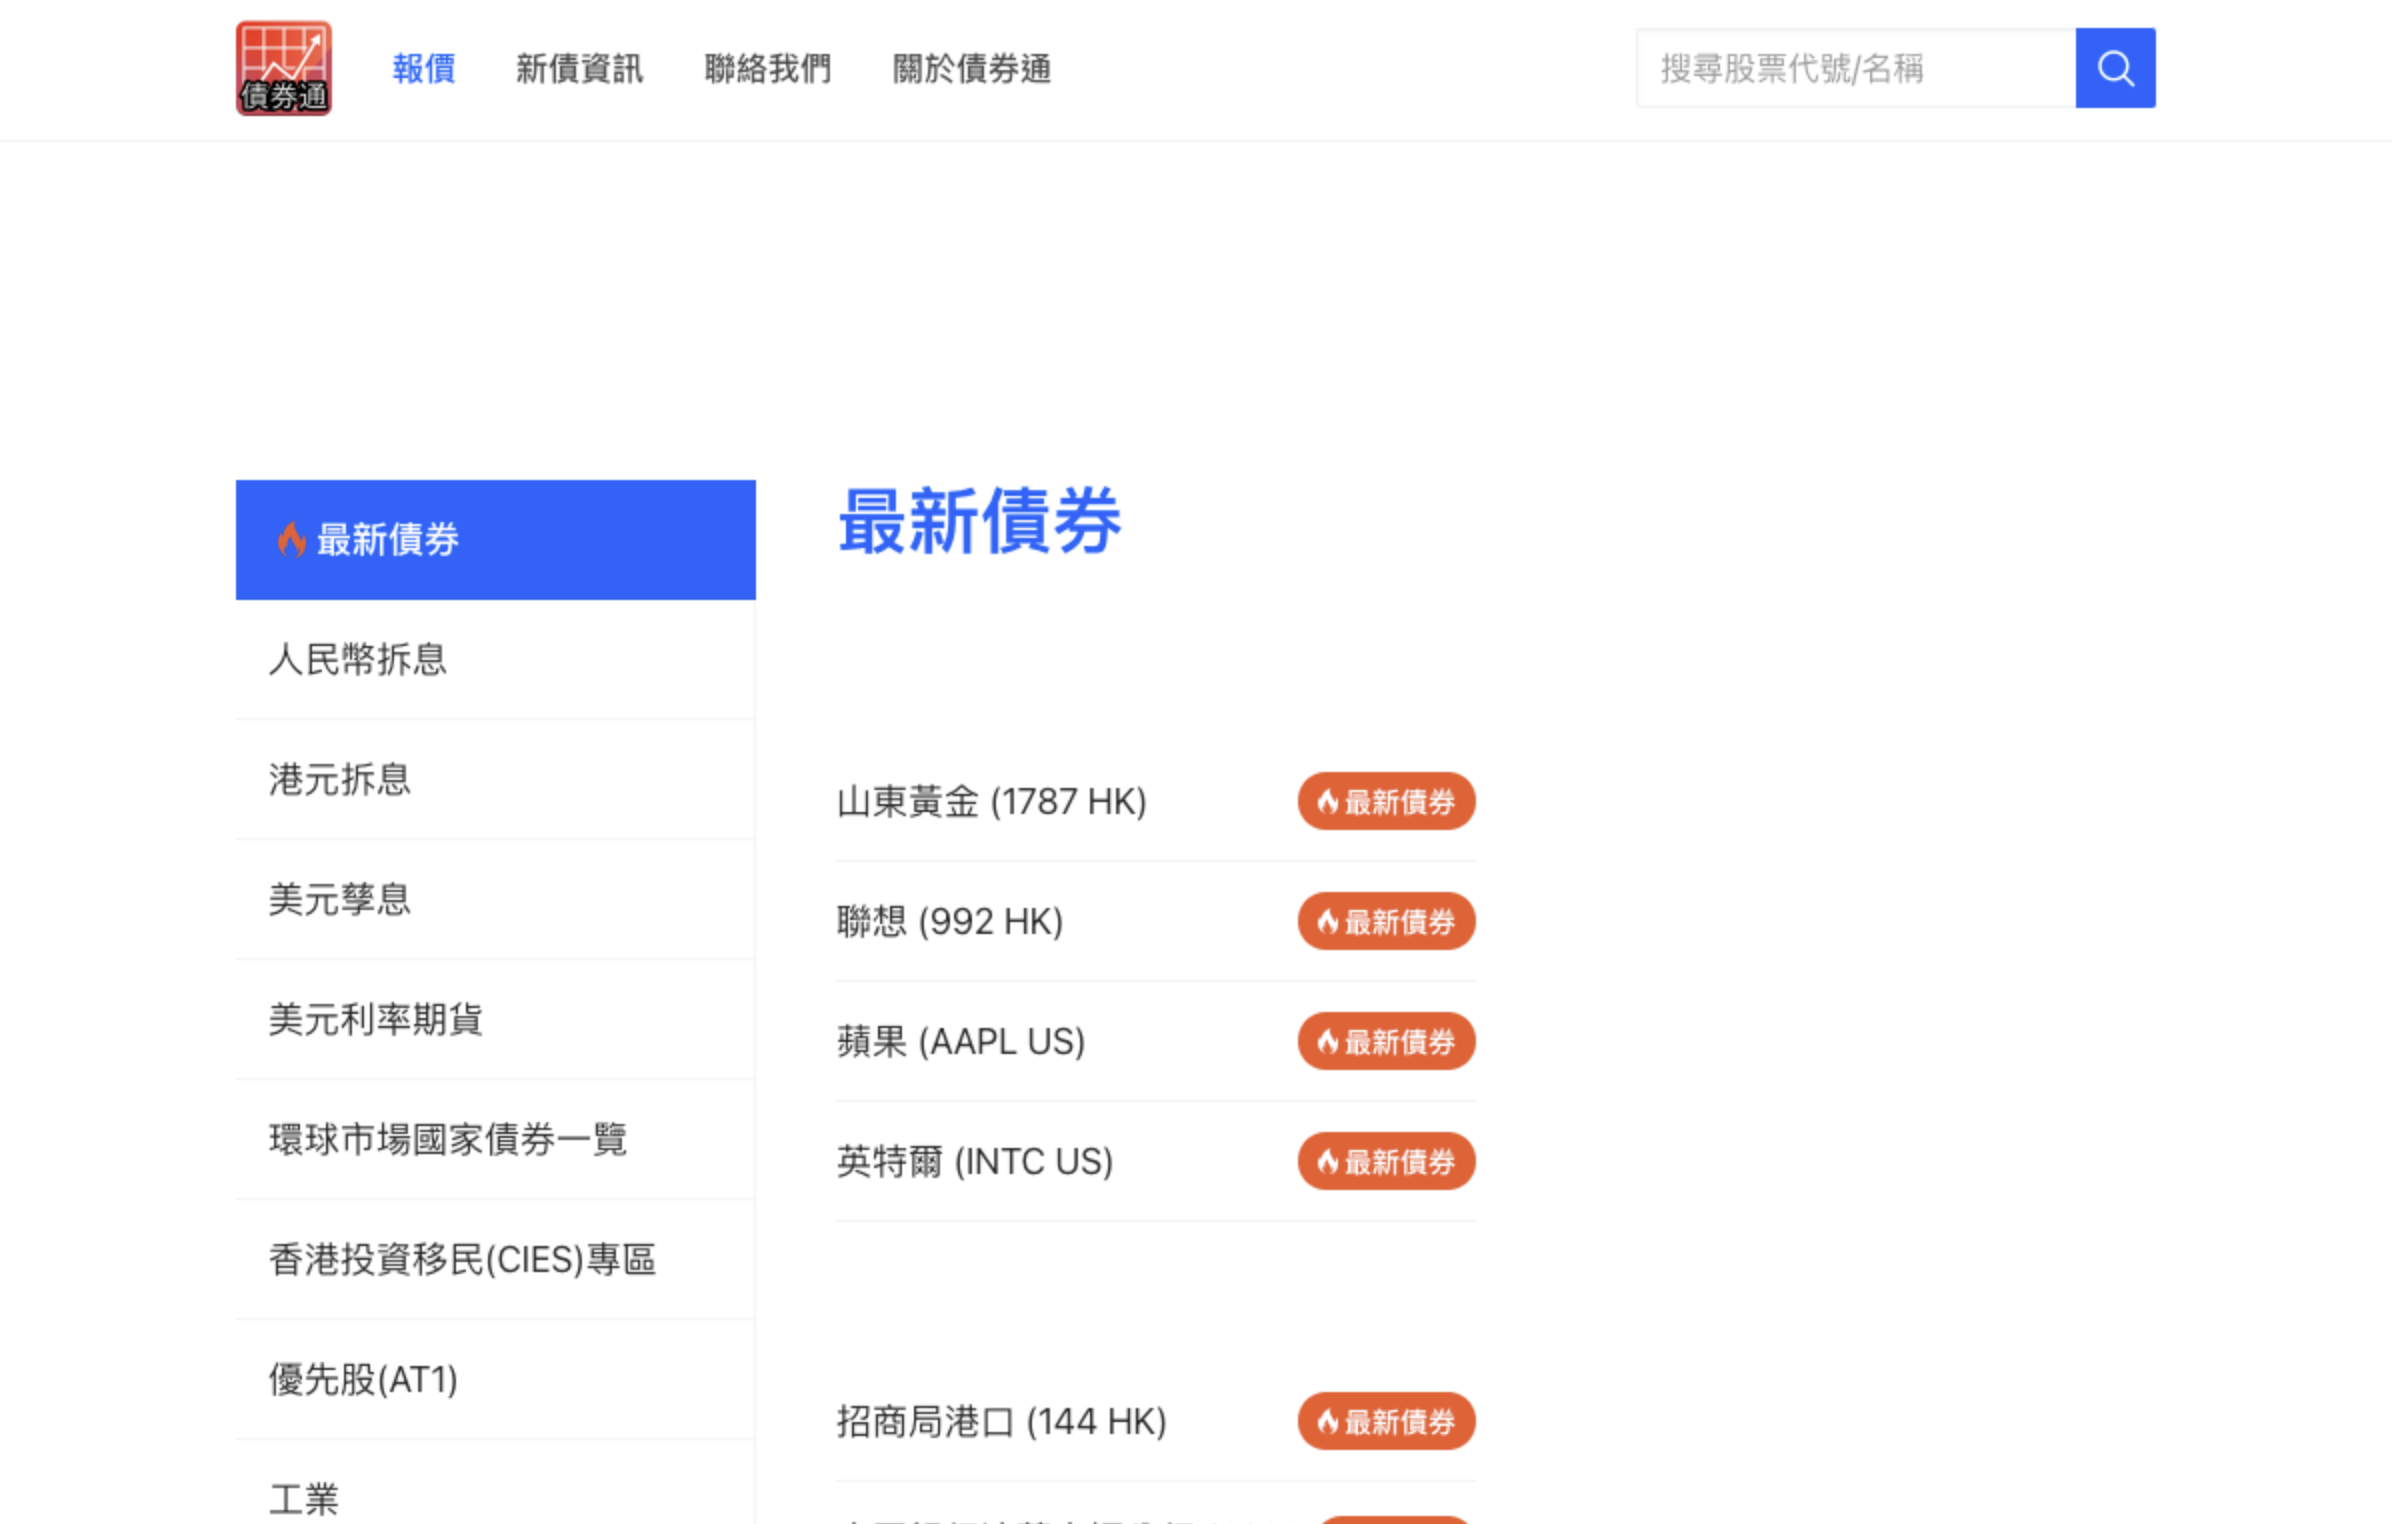 債券通
報價
新債資訊
聯絡我們
關於債券通
搜尋股票代號/名稱
最新債券
人民幣拆息
港元拆息
美元孳息
美元利率期貨
環球市場國家債券一覽
香港投資移民(CIES)專區
優先股(AT1)
工業
最新債券
山東黃金 (1787 HK) 最新債券
聯想 (992 HK) 最新債券
蘋果 (AAPL US) 最新債券
英特爾 (INTC US) 最新債券
招商局港口 (144 HK) 最新債券